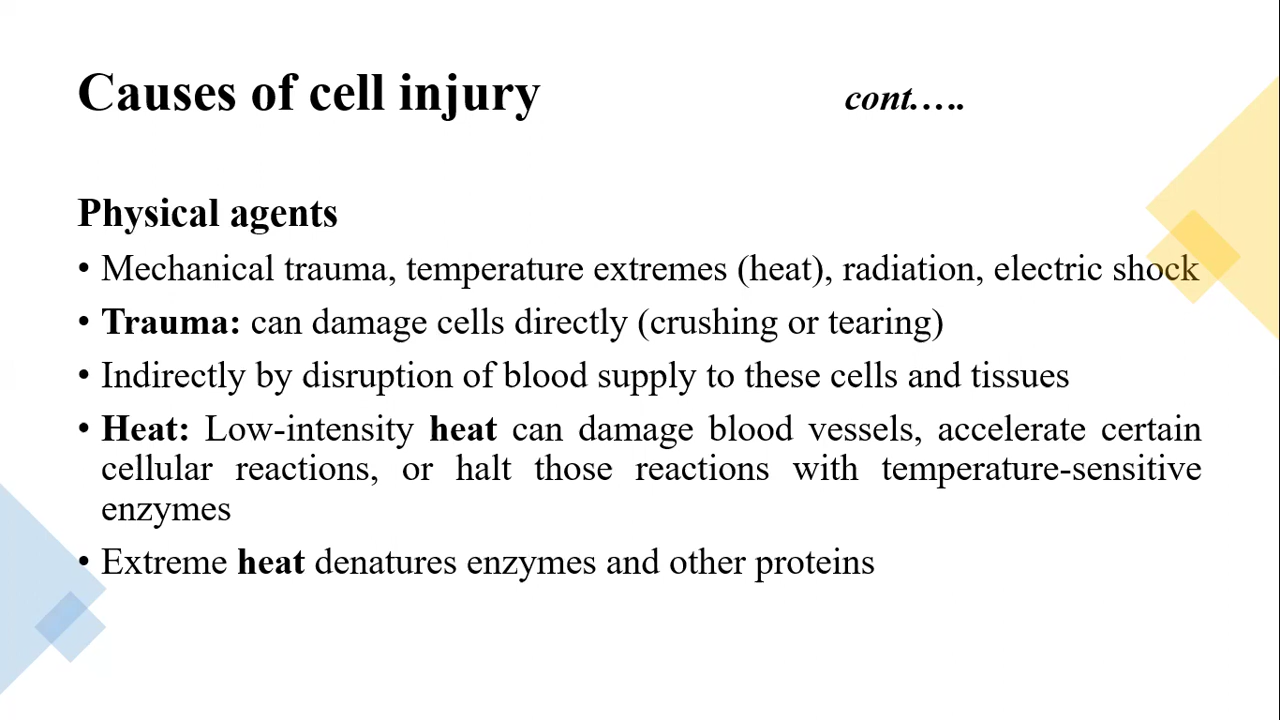 Causes of cell injury cont…..
Physical agents
• Mechanical trauma, temperature extremes (heat), radiation, electric shock
• Trauma: can damage cells directly (crushing or tearing)
• Indirectly by disruption of blood supply to these cells and tissues
• Heat: Low-intensity heat can damage blood vessels, accelerate certain
cellular reactions, or halt those reactions with temperature-sensitive
enzymes
• Extreme heat denatures enzymes and other proteins